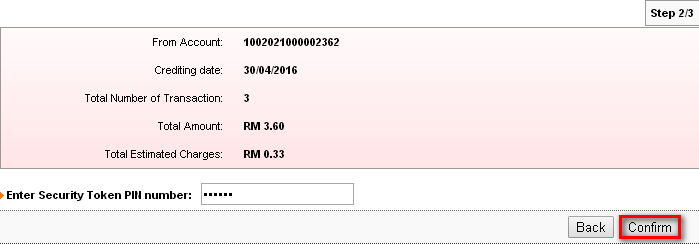 Step 2/3
From Account: 1002021000002362
Crediting date: 30/04/2016
Total Number of Transaction: 3
Total Amount: RM 3.60
Total Estimated Charges: RM 0.33
Enter Security Token PIN number: ••••••
Back Confirm